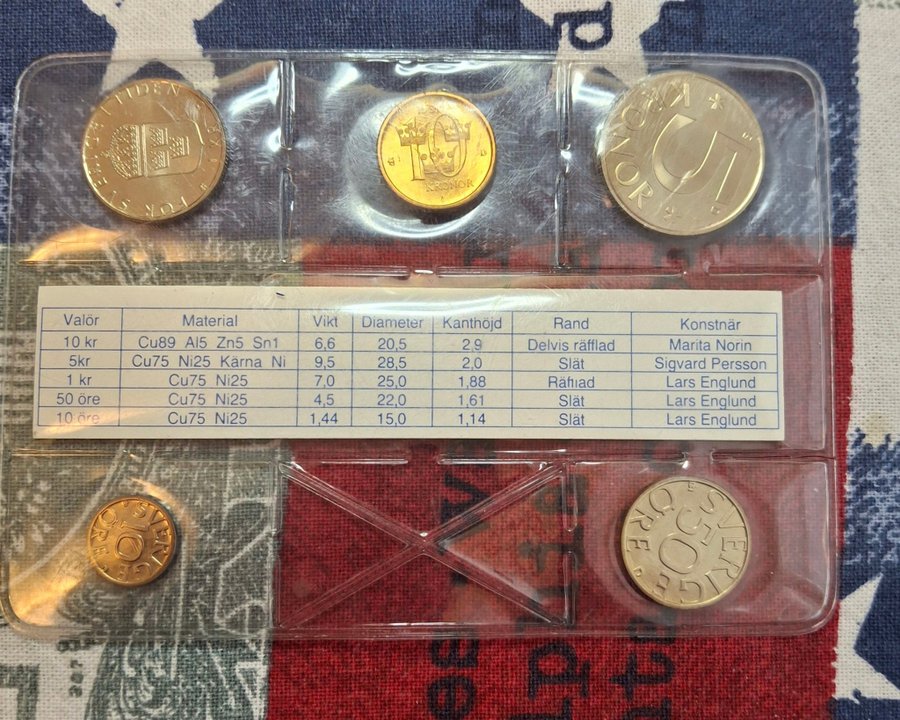 FÖR SVERIGE I TIDEN
10
KRONOR
5
KRONOR
Valör Material Vikt Diameter Kanthöjd Rand Konstnär
10 kr Cu89 Al5 Zn5 Sn1 6,6 20,5 2,9 Delvis räfflad Marita Norin
5kr Cu75 Ni25 Kärna Ni 9,5 28,5 2,0 Slät Sigvard Persson
1 kr Cu75 Ni25 7,0 25,0 1,88 Räfflad Lars Englund
50 öre Cu75 Ni25 4,5 22,0 1,61 Slät Lars Englund
10 öre Cu75 Ni25 1,44 15,0 1,14 Slät Lars Englund
SVERIGE
10
ÖRE
SVERIGE
50
ÖRE